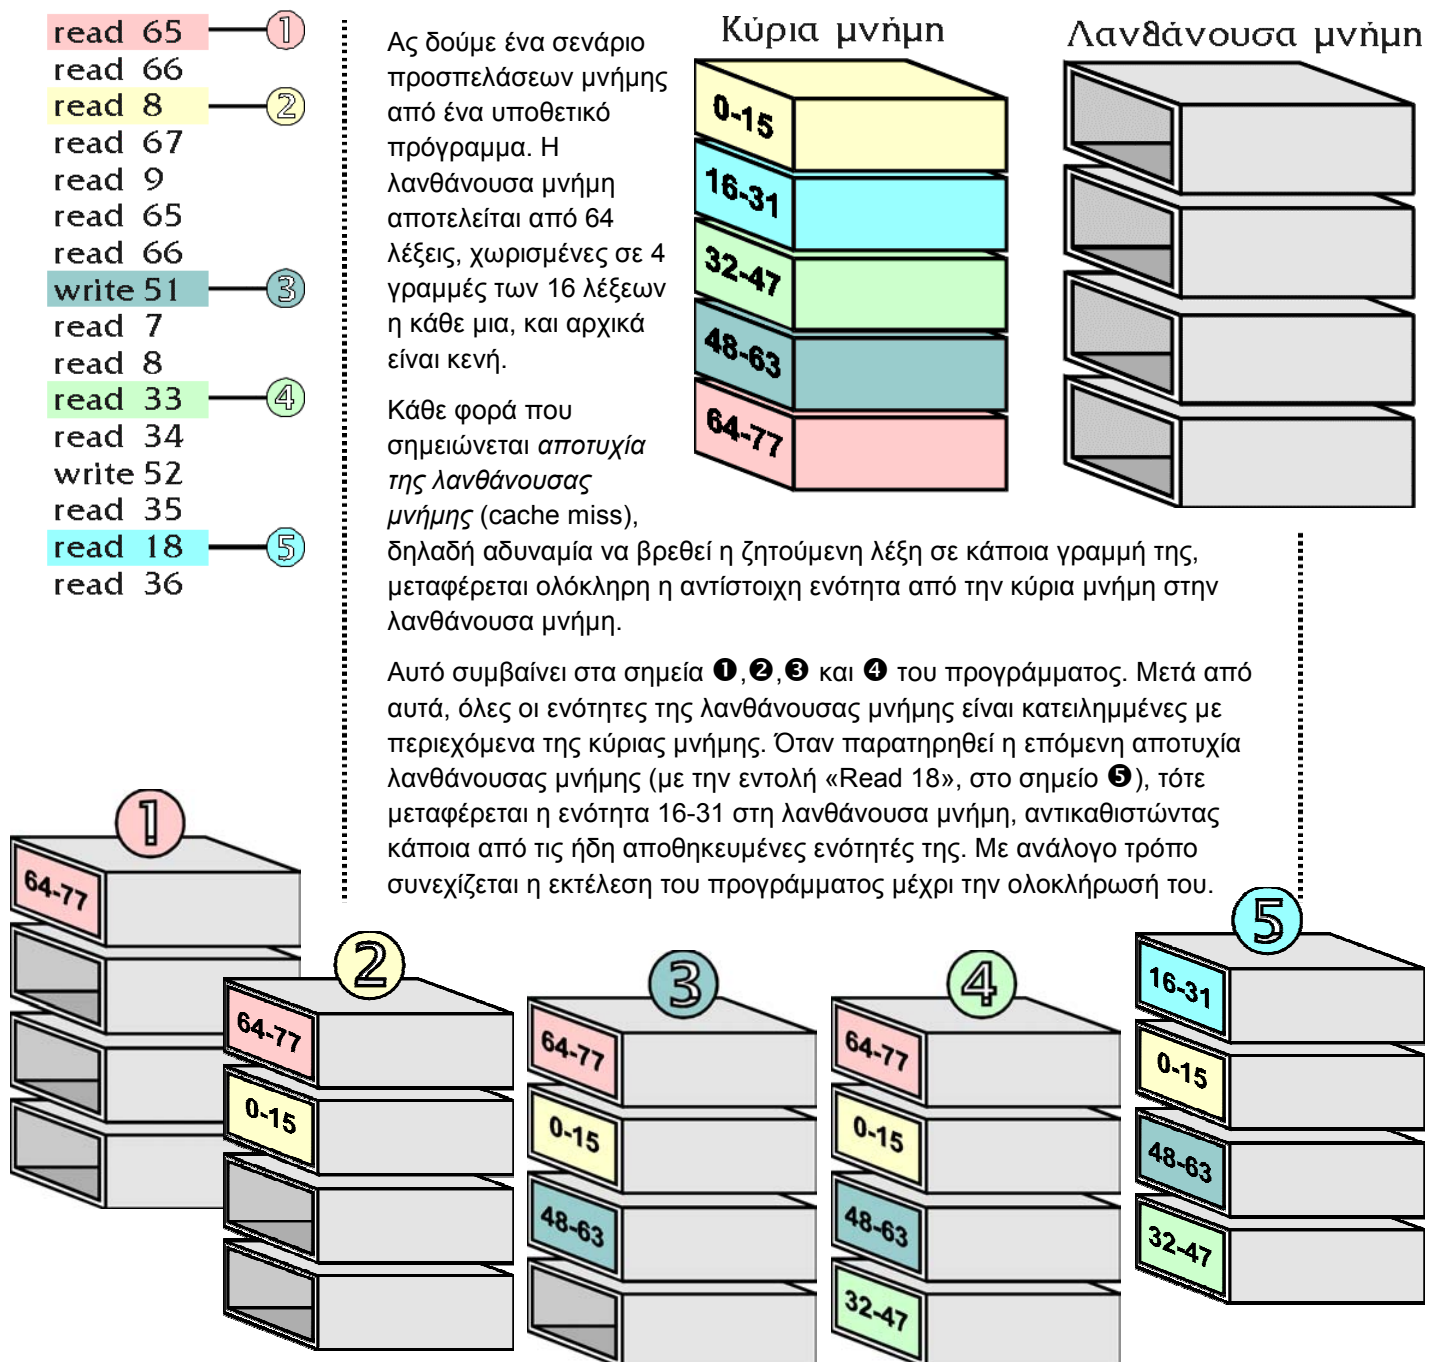 read 65 1
read 66
read 8 2
read 67
read 9
read 65
read 66
write 51 3
read 7
read 8
read 33 4
read 34
write 52
read 35
read 18 5
read 36
Ας δούμε ένα σενάριο
προσπελάσεων μνήμης
από ένα υποθετικό
πρόγραμμα. Η
λανθάνουσα μνήμη
αποτελείται από 64
λέξεις, χωρισμένες σε 4
γραμμές των 16 λέξεων
η κάθε μια, και αρχικά
είναι κενή.
Κάθε φορά που
σημειώνεται αποτυχία
της λανθάνουσας
μνήμης (cache miss),
δηλαδή αδυναμία να βρεθεί η ζητούμενη λέξη σε κάποια γραμμή της,
μεταφέρεται ολόκληρη η αντίστοιχη ενότητα από την κύρια μνήμη στην
λανθάνουσα μνήμη.
Αυτό συμβαίνει στα σημεία ❶,❷,❸ και ❹ του προγράμματος. Μετά από
αυτά, όλες οι ενότητες της λανθάνουσας μνήμης είναι κατειλημμένες με
περιεχόμενα της κύριας μνήμης. Όταν παρατηρηθεί η επόμενη αποτυχία
λανθάνουσας μνήμης (με την εντολή «Read 18», στο σημείο ❺), τότε
μεταφέρεται η ενότητα 16-31 στη λανθάνουσα μνήμη, αντικαθιστώντας
κάποια από τις ήδη αποθηκευμένες ενότητές της. Με ανάλογο τρόπο
συνεχίζεται η εκτέλεση του προγράμματος μέχρι την ολοκλήρωσή του.
Κύρια μνήμη
0-15
16-31
32-47
48-63
64-77
Λανθάνουσα μνήμη
1
64-77
2
64-77
0-15
3
64-77
0-15
48-63
4
64-77
0-15
48-63
32-47
5
16-31
0-15
48-63
32-47